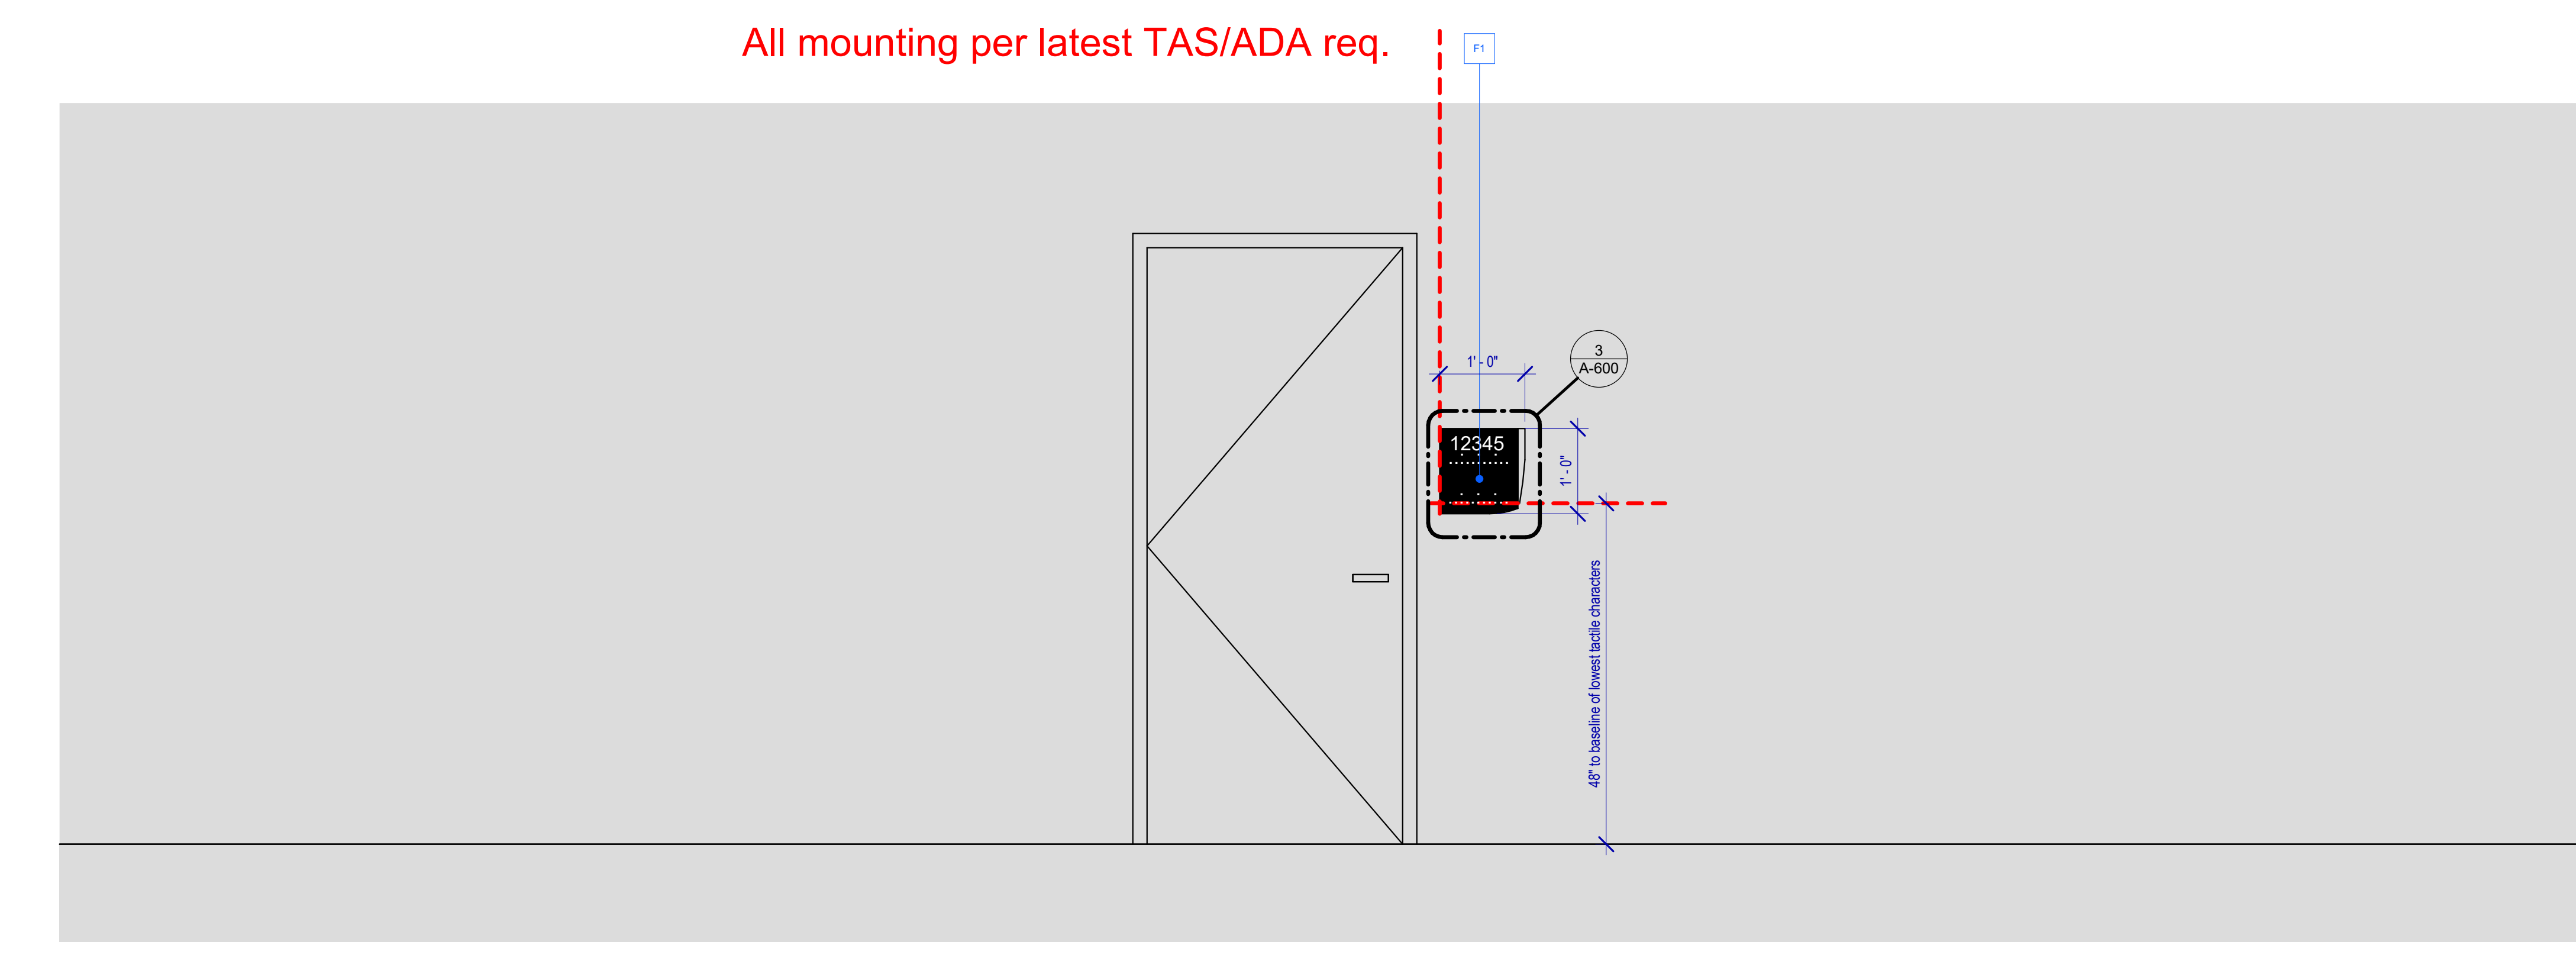 All mounting per latest TAS/ADA req.
F1
3
A-600
1' - 0"
12345
1' - 0"
48" to baseline of lowest tactile characters